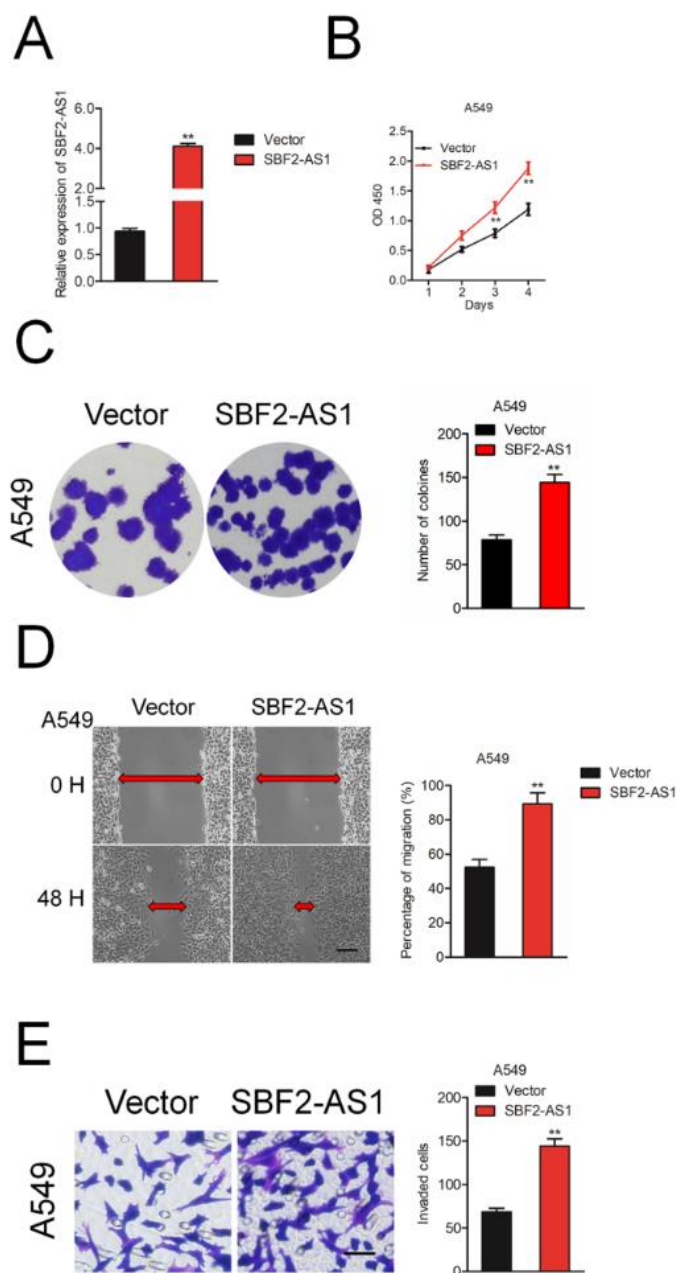 A
Relative expression of SBF2-AS1
6.0
4.0
2.0
1.0
0.5
0.0
**
Vector
SBF2-AS1
B
A549
Vector
SBF2-AS1
OD 450
2.5
2.0
1.5
1.0
0.5
0.0
**
**
1 2 3 4
Days
C
Vector SBF2-AS1
A549
A549
Vector
SBF2-AS1
Number of coloines
200
150
100
50
0
**
D
A549 Vector SBF2-AS1
0 H
48 H
A549
Percentage of migration (%)
100
80
60
40
20
0
**
Vector
SBF2-AS1
E
Vector SBF2-AS1
A549
A549
Vector
SBF2-AS1
Invaded cells
200
150
100
50
0
**